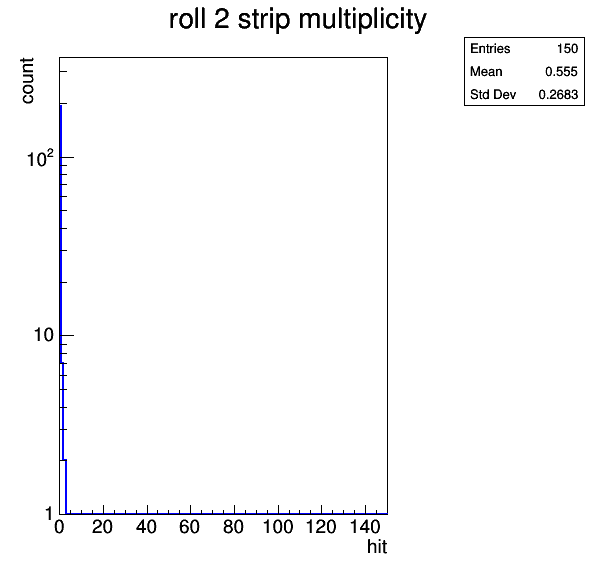 roll 2 strip multiplicity
Entries 150
Mean 0.555
Std Dev 0.2683
count
10²
10
1
0 20 40 60 80 100 120 140
hit